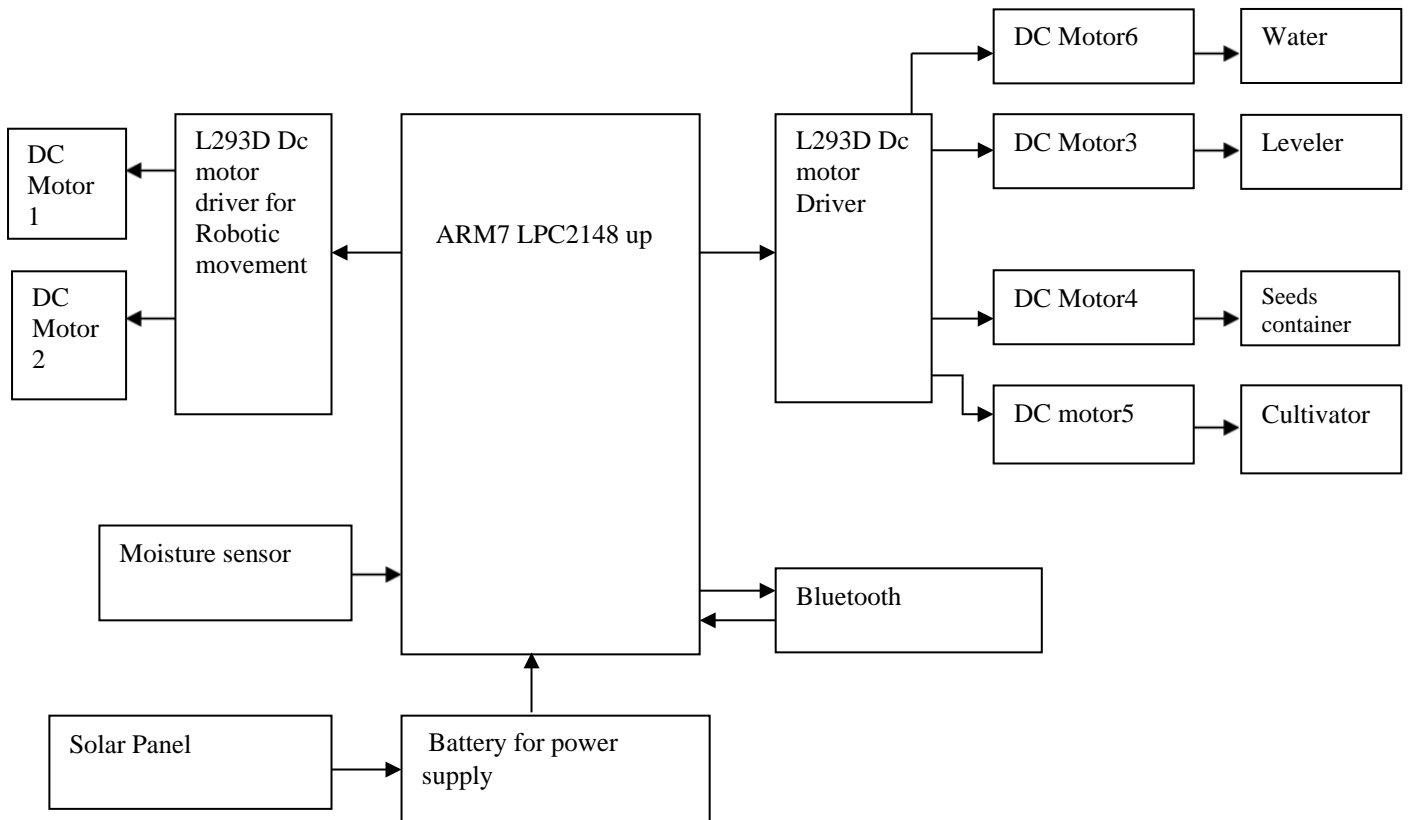 DC Motor6
Water
L293D Dc
motor
driver for
Robotic
movement
DC
Motor
1
DC
Motor
2
ARM7 LPC2148 up
L293D Dc
motor
Driver
DC Motor3
Leveler
DC Motor4
Seeds
container
DC motor5
Cultivator
Moisture sensor
Bluetooth
Solar Panel
Battery for power
supply